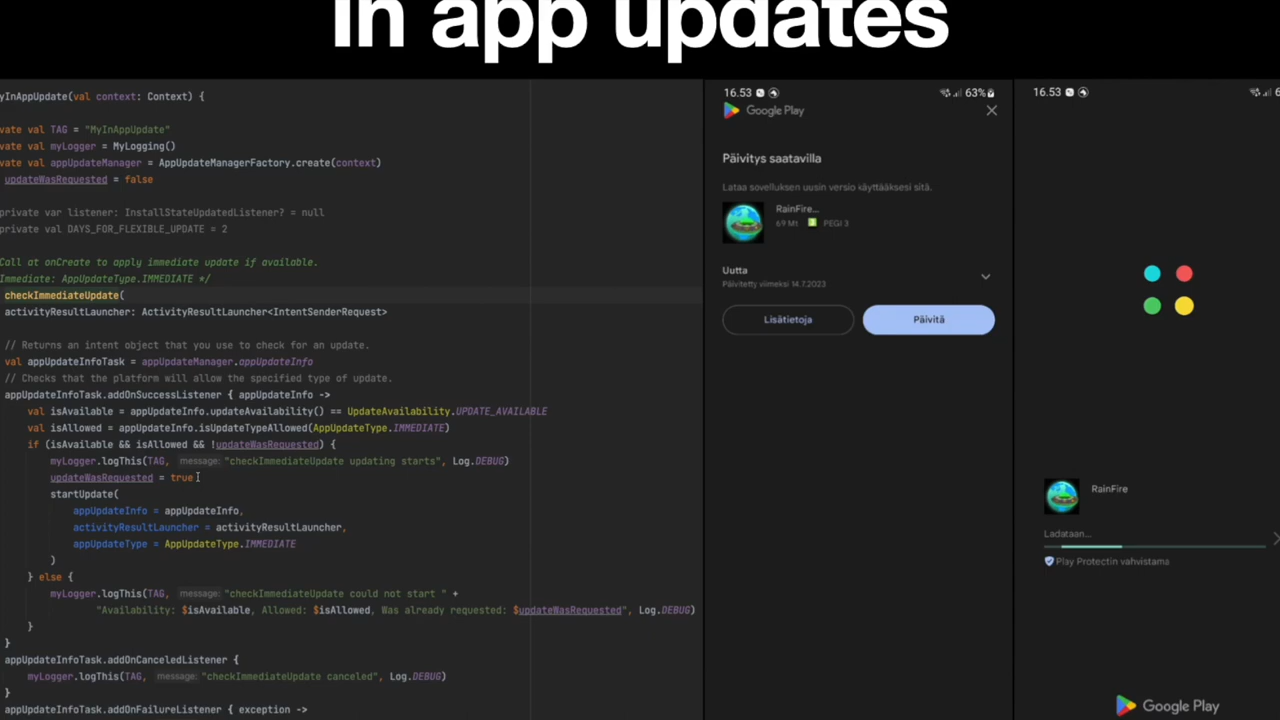 In app updates
yInAppUpdate(val context: Context) {
vate val TAG = "MyInAppUpdate"
vate val myLogger = MyLogging()
vate val appUpdateManager = AppUpdateManagerFactory.create(context)
updateWasRequested = false
private var listener: InstallStateUpdatedListener? = null
private val DAYS_FOR_FLEXIBLE_UPDATE = 2
Call at onCreate to apply immediate update if available.
Immediate: AppUpdateType.IMMEDIATE */
checkImmediateUpdate(
activityResultLauncher: ActivityResultLauncher<IntentSenderRequest>
// Returns an intent object that you use to check for an update.
val appUpdateInfoTask = appUpdateManager.appUpdateInfo
// Checks that the platform will allow the specified type of update.
appUpdateInfoTask.addOnSuccessListener { appUpdateInfo ->
val isAvailable = appUpdateInfo.updateAvailability() == UpdateAvailability.UPDATE_AVAILABLE
val isAllowed = appUpdateInfo.isUpdateTypeAllowed(AppUpdateType.IMMEDIATE)
if (isAvailable && isAllowed && !updateWasRequested) {
myLogger.logThis(TAG, message: "checkImmediateUpdate updating starts", Log.DEBUG)
updateWasRequested = true
startUpdate(
appUpdateInfo = appUpdateInfo,
activityResultLauncher = activityResultLauncher,
appUpdateType = AppUpdateType.IMMEDIATE
)
} else {
myLogger.logThis(TAG, message: "checkImmediateUpdate could not start " +
"Availability: $isAvailable, Allowed: $isAllowed, Was already requested: $updateWasRequested", Log.DEBUG)
}
}
appUpdateInfoTask.addOnCanceledListener {
myLogger.logThis(TAG, message: "checkImmediateUpdate canceled", Log.DEBUG)
}
appUpdateInfoTask.addOnFailureListener { exception ->
16.53 63%
Google Play
Päivitys saatavilla
Lataa sovelluksen uusin versio käyttääksesi sitä.
RainFire...
69 Mt 3 PEGI 3
Uutta
Päivitetty viimeksi 14.7.2023
Lisätietoja Päivitä
16.53 6
RainFire
Ladataan...
Play Protectin vahvistama
Google Play